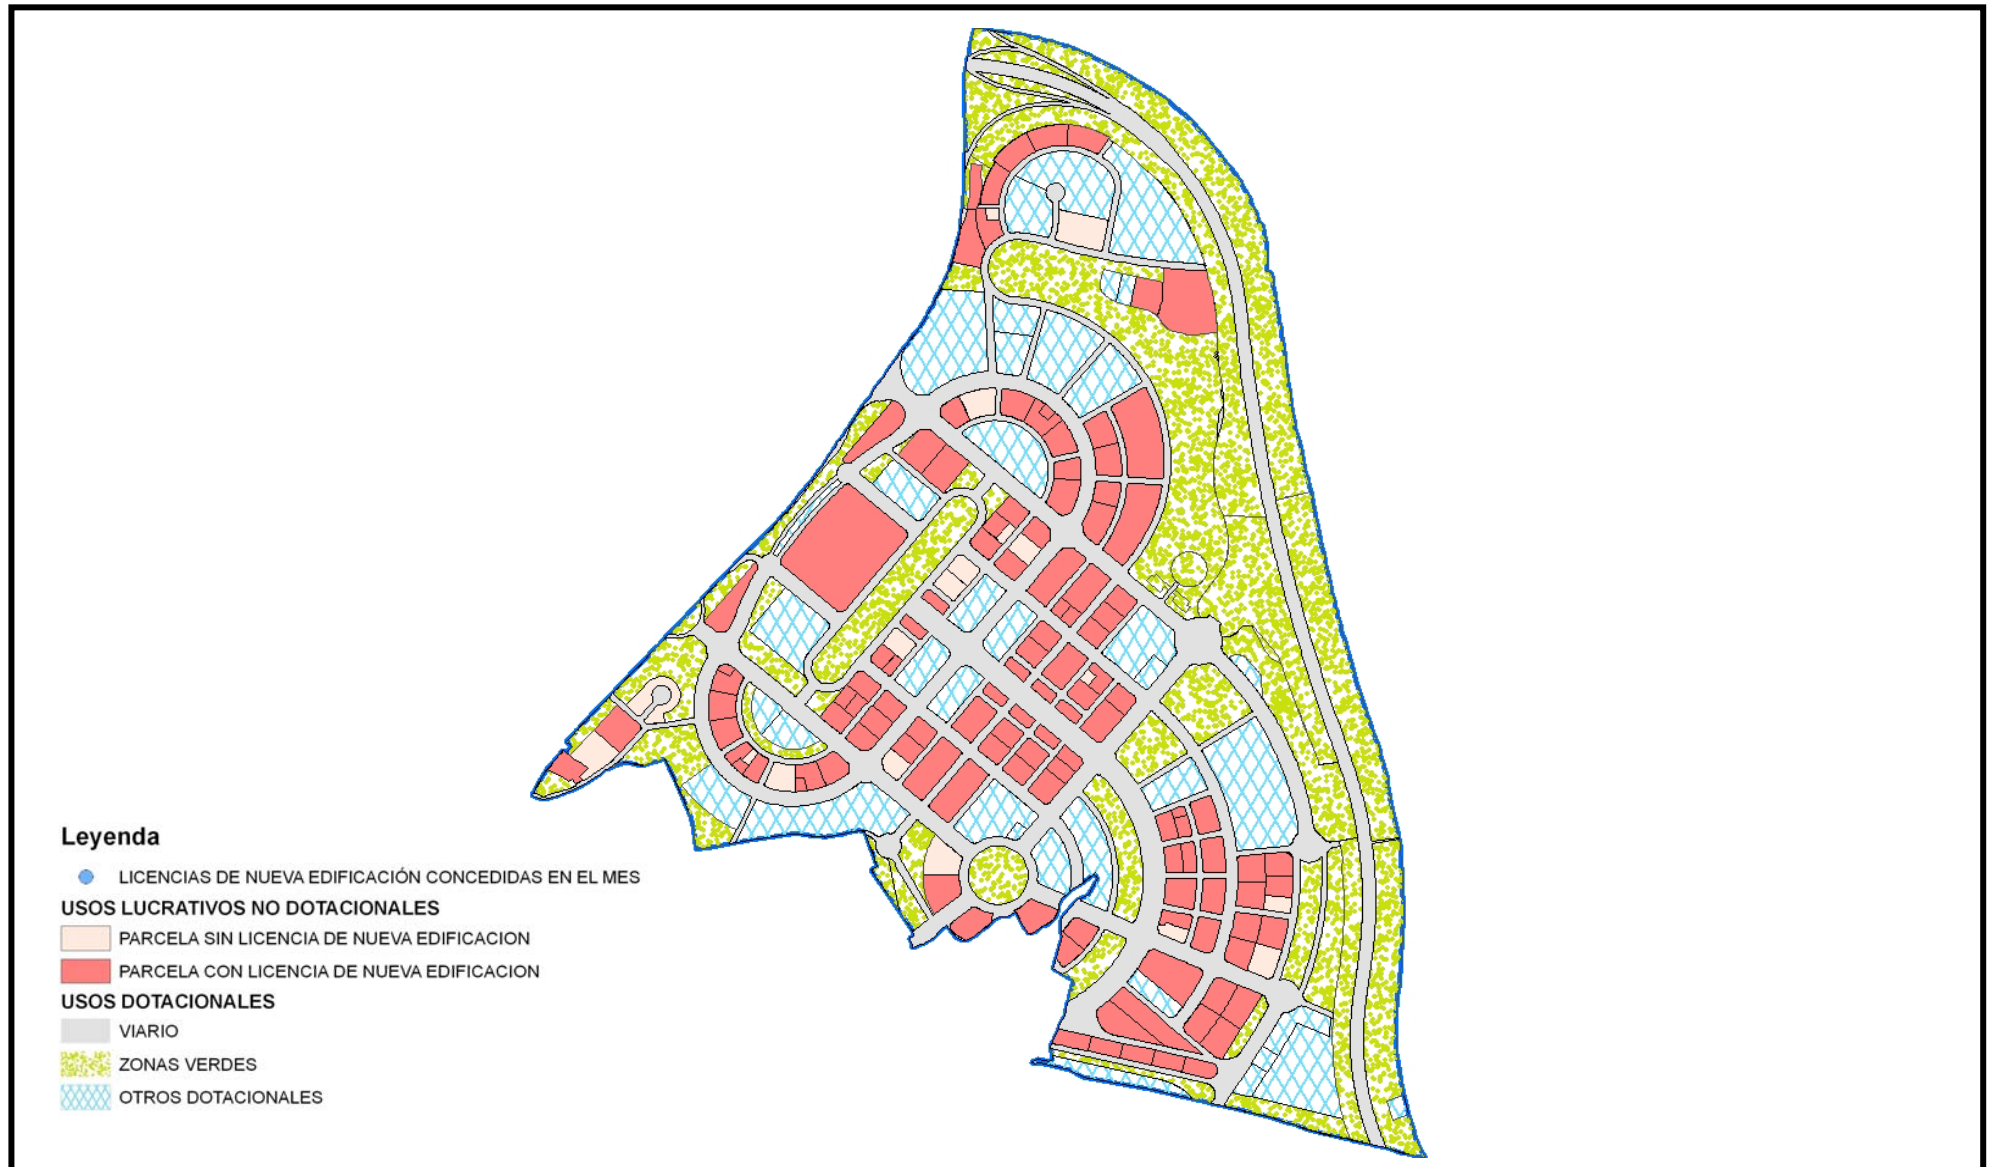 Leyenda
LICENCIAS DE NUEVA EDIFICACIÓN CONCEDIDAS EN EL MES
USOS LUCRATIVOS NO DOTACIONALES
PARCELA SIN LICENCIA DE NUEVA EDIFICACION
PARCELA CON LICENCIA DE NUEVA EDIFICACION
USOS DOTACIONALES
VIARIO
ZONAS VERDES
OTROS DOTACIONALES